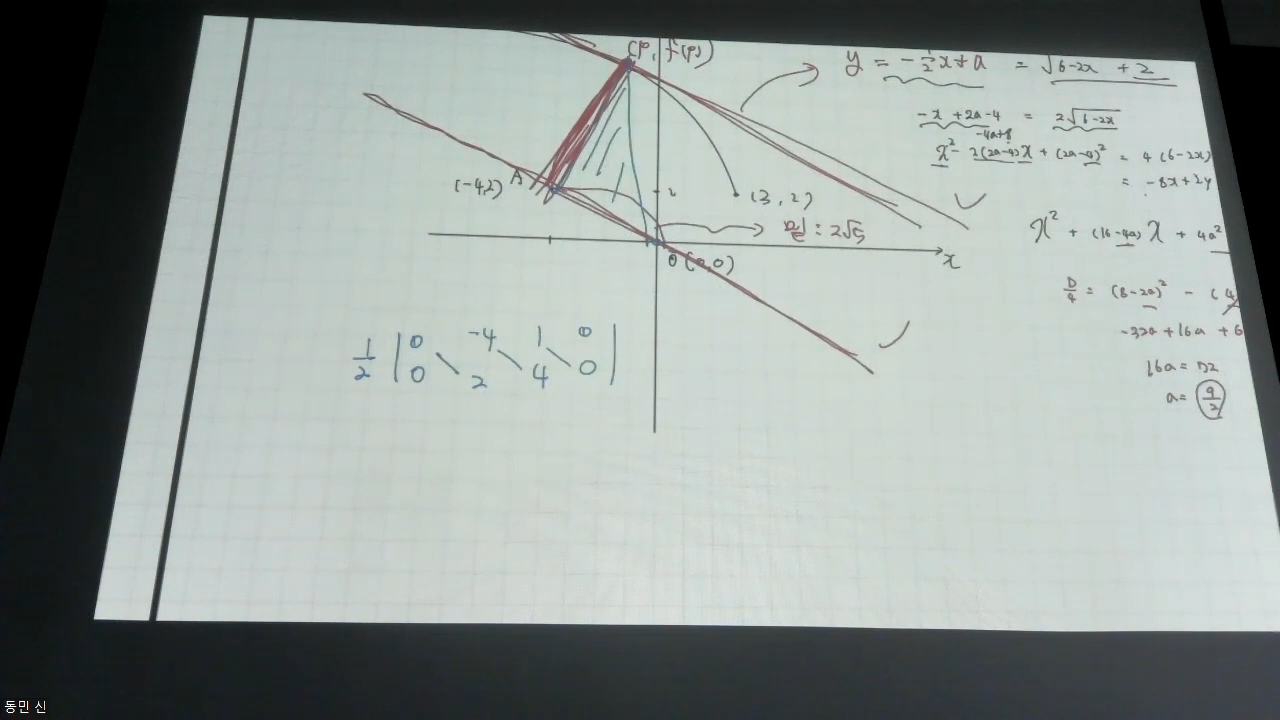 (P, f(P))
y = -½x+a = √6-2x + 2
-x +2a-4 = 2√6-2x
-4a+8
x² - 2(2a-4)x + (2a-4)² = 4(6-2x)
= -8x+24
(-4,2) A
2
(3, 2)
밑 : 2√5
x² + (16-4a)x + 4a²
O(0,0)
x
D/4 = (8-2a)² - (4
-32a +16a + 6
½ | 0 -4 1 0 |
0 2 4 0
16a = 72
a = 9/2
동민 신